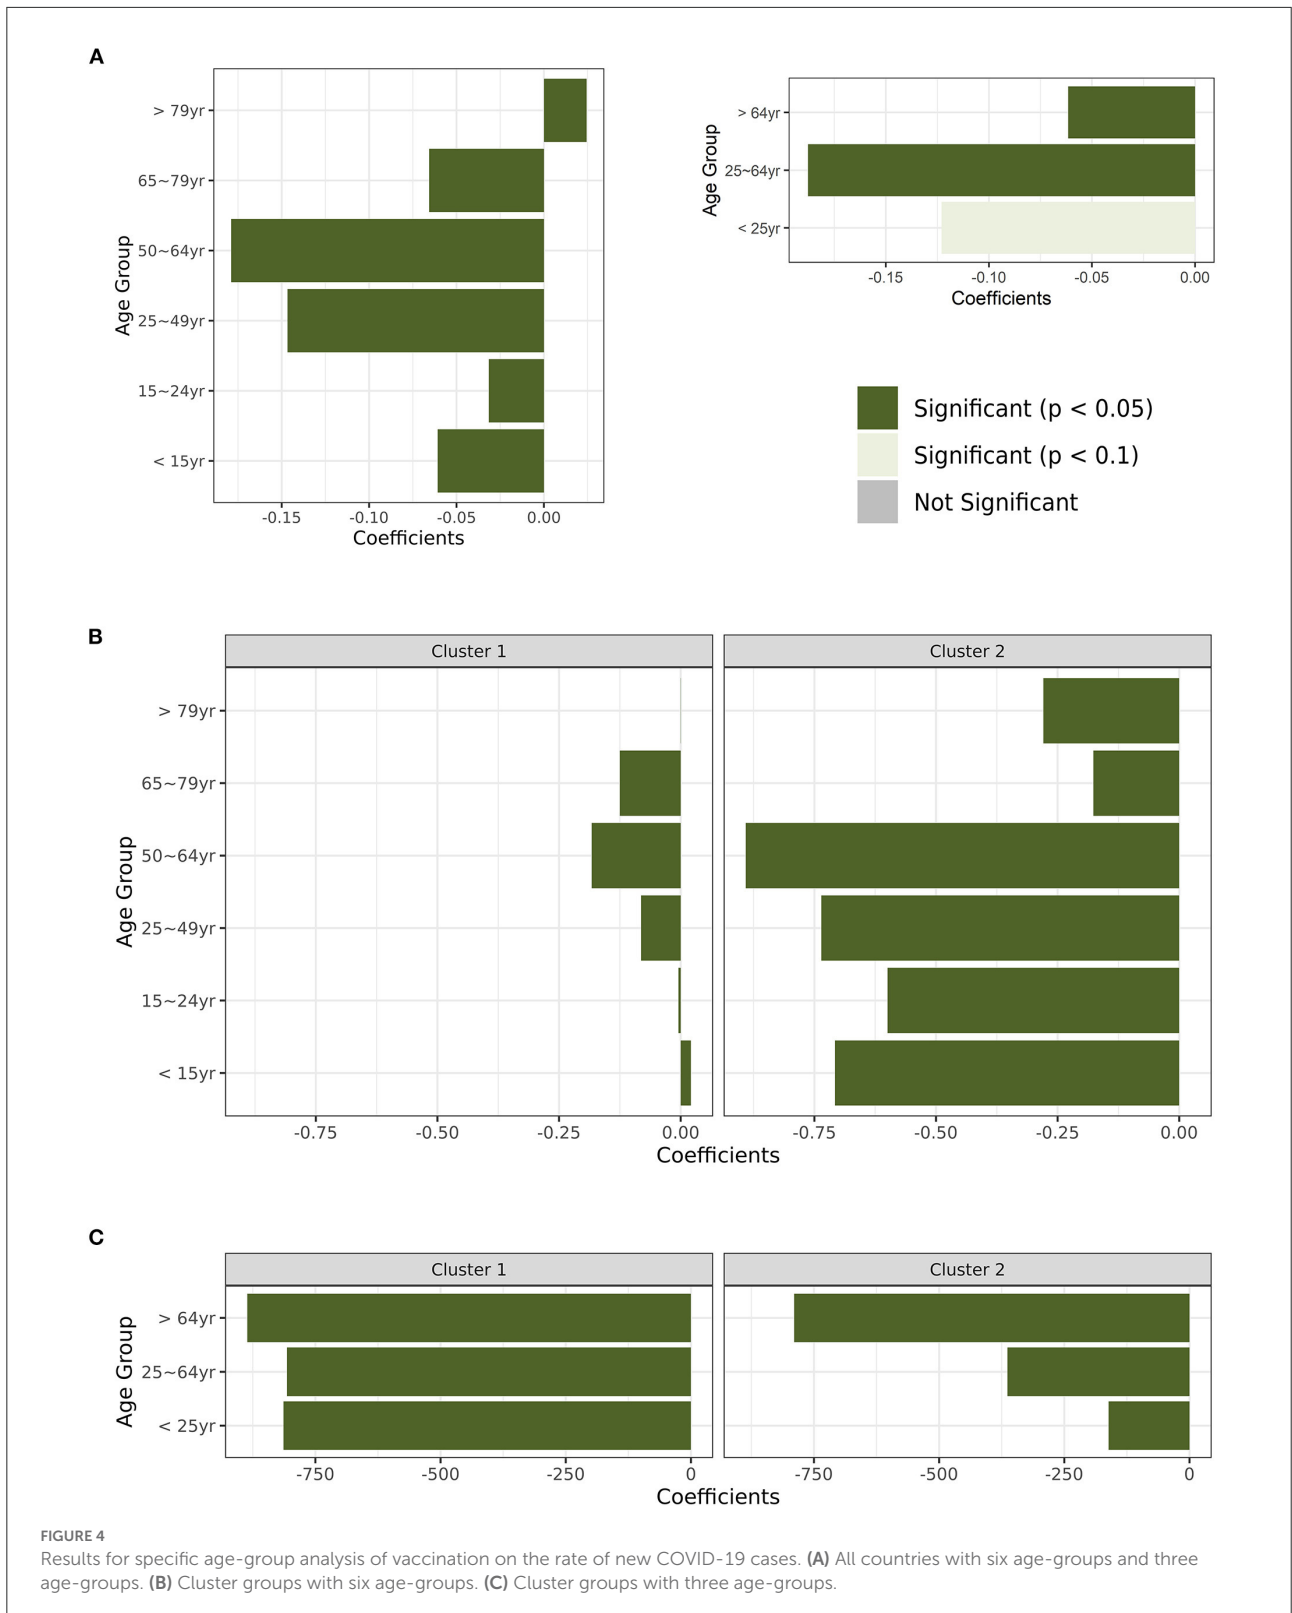 A
> 79yr
65~79yr
50~64yr
25~49yr
15~24yr
< 15yr
Age Group
-0.15 -0.10 -0.05 0.00
Coefficients
> 64yr
25~64yr
< 25yr
Age Group
-0.15 -0.10 -0.05 0.00
Coefficients
Significant (p < 0.05)
Significant (p < 0.1)
Not Significant
B
Cluster 1 Cluster 2
> 79yr
65~79yr
50~64yr
25~49yr
15~24yr
< 15yr
Age Group
-0.75 -0.50 -0.25 0.00 -0.75 -0.50 -0.25 0.00
Coefficients
C
Cluster 1 Cluster 2
> 64yr
25~64yr
< 25yr
Age Group
-750 -500 -250 0 -750 -500 -250 0
Coefficients
FIGURE 4
Results for specific age-group analysis of vaccination on the rate of new COVID-19 cases. (A) All countries with six age-groups and three
age-groups. (B) Cluster groups with six age-groups. (C) Cluster groups with three age-groups.